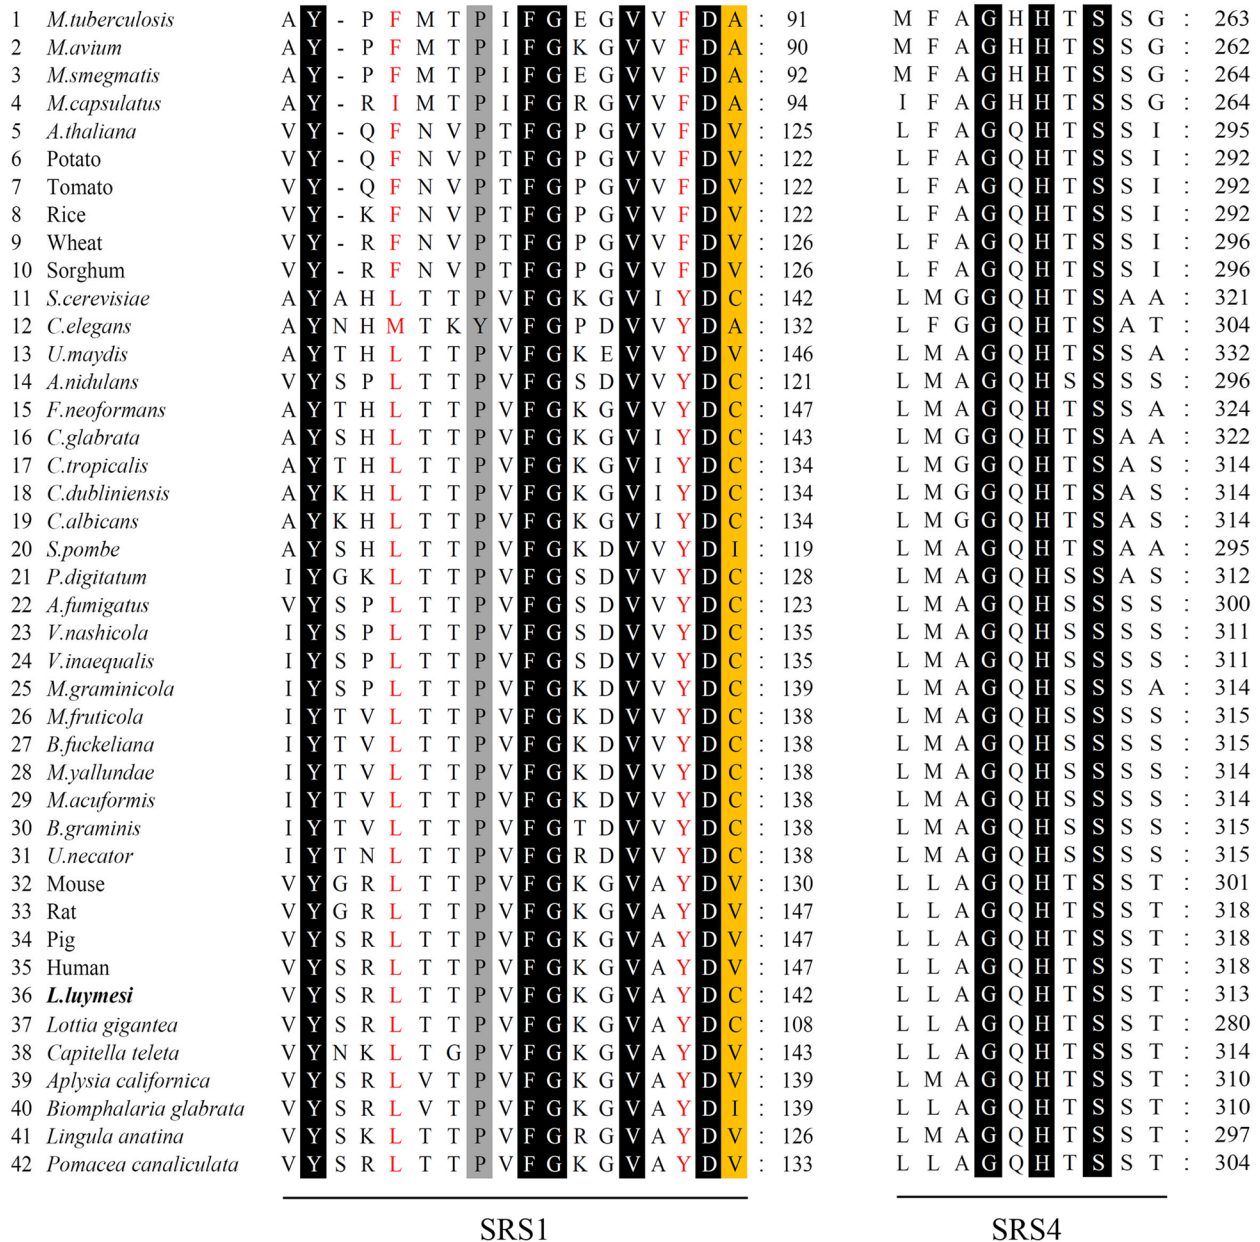 1 M.tuberculosis A Y - P F M T P I F G E G V V F D A : 91 M F A G H H T S S G : 263
2 M.avium A Y - P F M T P I F G K G V V F D A : 90 M F A G H H T S S G : 262
3 M.smegmatis A Y - P F M T P I F G E G V V F D A : 92 M F A G H H T S S G : 264
4 M.capsulatus A Y - R I M T P I F G R G V V F D A : 94 I F A G H H T S S G : 264
5 A.thaliana V Y - Q F N V P T F G P G V V F D V : 125 L F A G Q H T S S I : 295
6 Potato V Y - Q F N V P T F G P G V V F D V : 122 L F A G Q H T S S I : 292
7 Tomato V Y - Q F N V P T F G P G V V F D V : 122 L F A G Q H T S S I : 292
8 Rice V Y - K F N V P T F G P G V V F D V : 122 L F A G Q H T S S I : 292
9 Wheat V Y - R F N V P T F G P G V V F D V : 126 L F A G Q H T S S I : 296
10 Sorghum V Y - R F N V P T F G P G V V F D V : 126 L F A G Q H T S S I : 296
11 S.cerevisiae A Y A H L T T P V F G K G V I Y D C : 142 L M G G Q H T S A A : 321
12 C.elegans A Y N H M T K Y V F G P D V V Y D A : 132 L F G G Q H T S A T : 304
13 U.maydis A Y T H L T T P V F G K E V V Y D V : 146 L M A G Q H T S S A : 332
14 A.nidulans V Y S P L T T P V F G S D V V Y D C : 121 L M A G Q H S S S S : 296
15 F.neoformans A Y T H L T T P V F G K G V V Y D C : 147 L M A G Q H T S S A : 324
16 C.glabrata A Y S H L T T P V F G K G V I Y D C : 143 L M G G Q H T S A A : 322
17 C.tropicalis A Y T H L T T P V F G K G V I Y D C : 134 L M G G Q H T S A S : 314
18 C.dubliniensis A Y K H L T T P V F G K G V I Y D C : 134 L M G G Q H T S A S : 314
19 C.albicans A Y K H L T T P V F G K G V I Y D C : 134 L M G G Q H T S A S : 314
20 S.pombe A Y S H L T T P V F G K D V V Y D I : 119 L M A G Q H T S A A : 295
21 P.digitatum I Y G K L T T P V F G S D V V Y D C : 128 L M A G Q H S S A S : 312
22 A.fumigatus V Y S P L T T P V F G S D V V Y D C : 123 L M A G Q H S S S S : 300
23 V.nashicola I Y S P L T T P V F G S D V V Y D C : 135 L M A G Q H S S S S : 311
24 V.inaequalis I Y S P L T T P V F G S D V V Y D C : 135 L M A G Q H S S S S : 311
25 M.graminicola I Y S P L T T P V F G K D V V Y D C : 139 L M A G Q H S S S A : 314
26 M.fruticola I Y T V L T T P V F G K D V V Y D C : 138 L M A G Q H S S S S : 315
27 B.fuckeliana I Y T V L T T P V F G K D V V Y D C : 138 L M A G Q H S S S S : 315
28 M.yallundae I Y T V L T T P V F G K D V V Y D C : 138 L M A G Q H S S S S : 314
29 M.acuformis I Y T V L T T P V F G K D V V Y D C : 138 L M A G Q H S S S S : 314
30 B.graminis I Y T V L T T P V F G T D V V Y D C : 138 L M A G Q H S S S S : 315
31 U.necator I Y T N L T T P V F G R D V V Y D C : 138 L M A G Q H S S S S : 315
32 Mouse V Y G R L T T P V F G K G V A Y D V : 130 L L A G Q H T S S T : 301
33 Rat V Y G R L T T P V F G K G V A Y D V : 147 L L A G Q H T S S T : 318
34 Pig V Y S R L T T P V F G K G V A Y D V : 147 L L A G Q H T S S T : 318
35 Human V Y S R L T T P V F G K G V A Y D V : 147 L L A G Q H T S S T : 318
36 L.luymesi V Y S R L T T P V F G K G V A Y D C : 142 L L A G Q H T S S T : 313
37 Lottia gigantea V Y S R L T T P V F G K G V A Y D C : 108 L L A G Q H T S S T : 280
38 Capitella teleta V Y N K L T G P V F G K G V A Y D V : 143 L L A G Q H T S S T : 314
39 Aplysia californica V Y S R L V T P V F G K G V A Y D V : 139 L M A G Q H T S S T : 310
40 Biomphalaria glabrata V Y S R L V T P V F G K G V A Y D I : 139 L L A G Q H T S S T : 310
41 Lingula anatina V Y S K L T T P V F G R G V A Y D V : 126 L M A G Q H T S S T : 297
42 Pomacea canaliculata V Y S R L T T P V F G K G V A Y D V : 133 L L A G Q H T S S T : 304
SRS1 SRS4